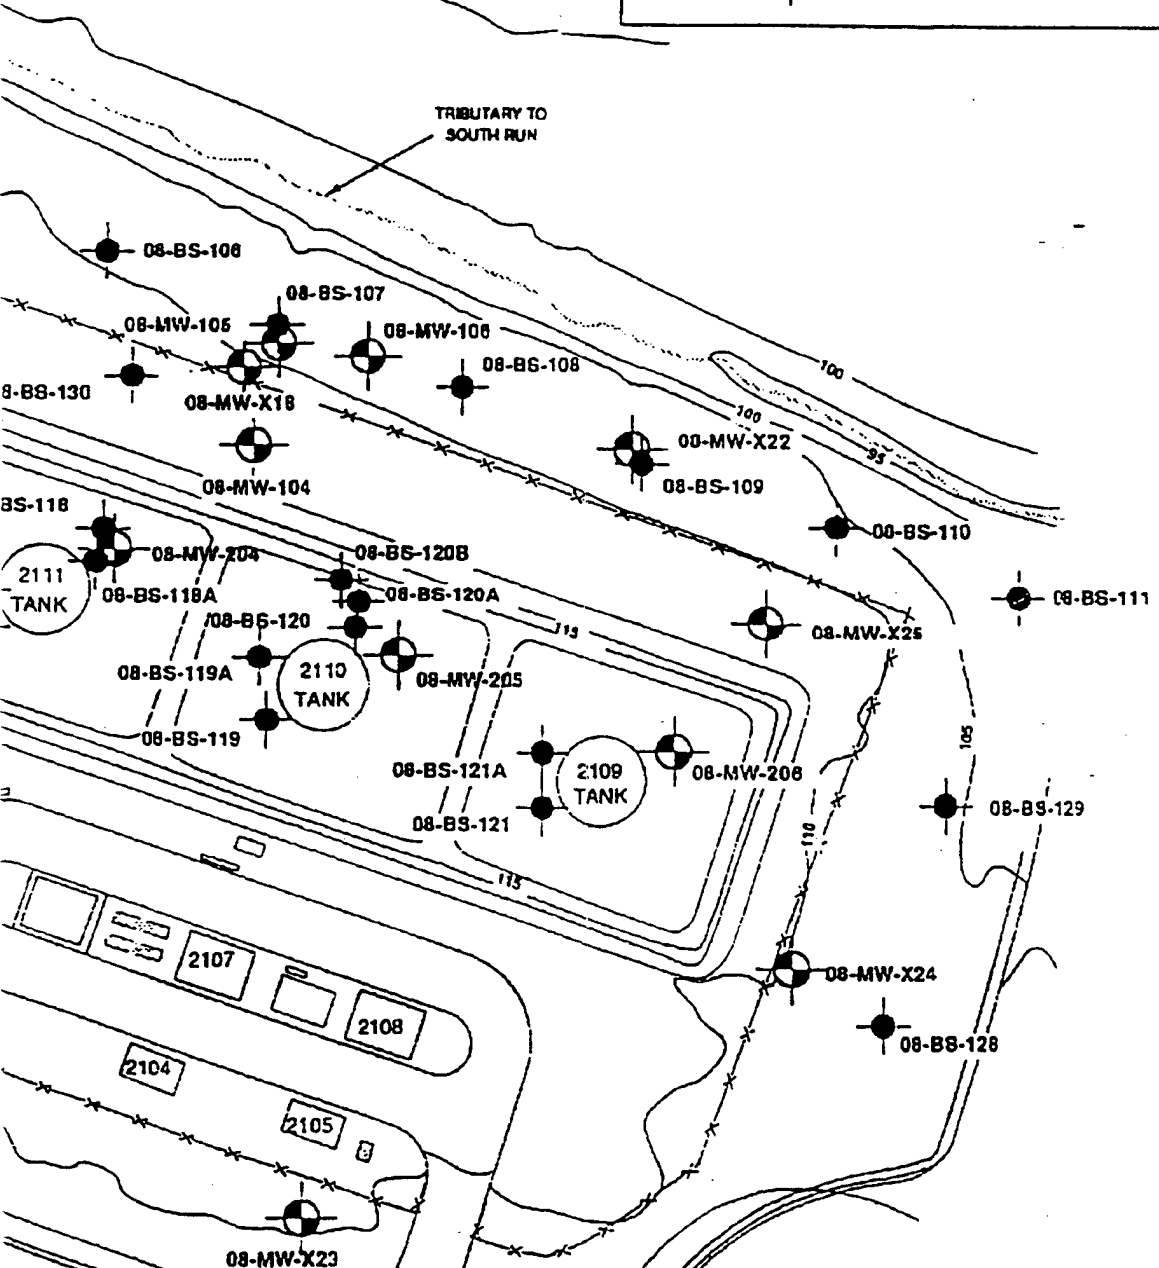 TRIBUTARY TO
SOUTH RUN
08-BS-106
08-BS-107
08-MW-105
08-MW-106
08-BS-108
100
8-BS-130
08-MW-X18
100
08-MW-X22
95
08-MW-104
08-BS-109
BS-118
08-BS-110
08-MW-204
08-BS-120B
2111
TANK
08-BS-118A
08-BS-120A
08-BS-111
08-BS-120
115
08-MW-X25
08-BS-119A
2110
TANK
08-MW-205
08-BS-119
105
08-BS-121A
2109
TANK
08-MW-206
08-BS-129
08-BS-121
110
115
2107
08-MW-X24
2108
08-BS-128
2104
2105
08-MW-X23